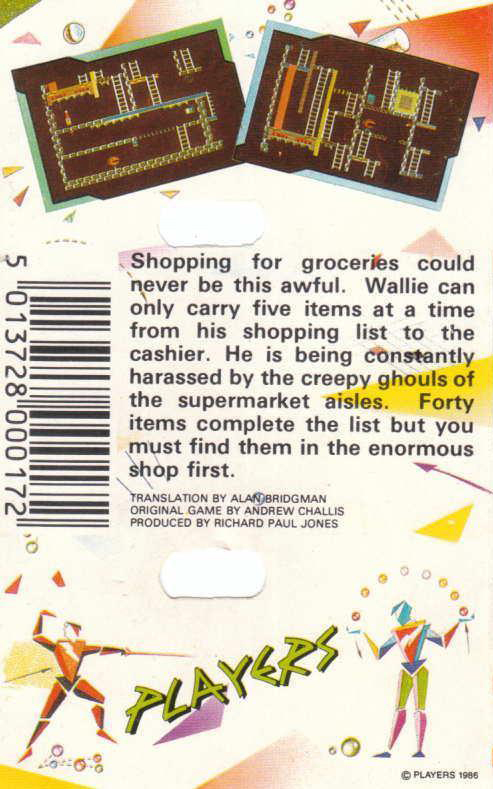 Shopping for groceries could
never be this awful. Wallie can
only carry five items at a time
from his shopping list to the
cashier. He is being constantly
harassed by the creepy ghouls of
the supermarket aisles. Forty
items complete the list but you
must find them in the enormous
shop first.
TRANSLATION BY ALAN BRIDGMAN
ORIGINAL GAME BY ANDREW CHALLIS
PRODUCED BY RICHARD PAUL JONES
5 013728 000172
PLAYERS
© PLAYERS 1986